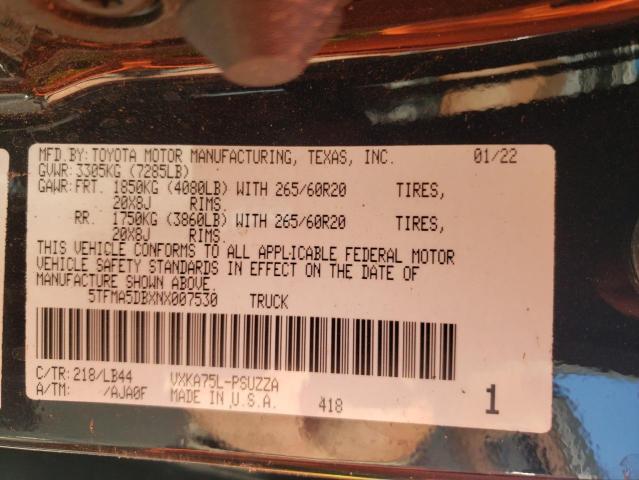 MFD.BY: TOYOTA MOTOR MANUFACTURING, TEXAS, INC. 01/22
GVWR: 3305KG (7285LB)
GAWR: FRT. 1850KG (4080LB) WITH 265/60R20 TIRES,
20X8J RIMS.
RR. 1750KG (3860LB) WITH 265/60R20 TIRES,
20X8J RIMS.
THIS VEHICLE CONFORMS TO ALL APPLICABLE FEDERAL MOTOR
VEHICLE SAFETY STANDARDS IN EFFECT ON THE DATE OF
MANUFACTURE SHOWN ABOVE.
5TFMA5DBXNX007530 TRUCK
C/TR: 218/LB44 VXKA75L-PSUZZA
A/TM: /AJA0F MADE IN U.S.A. 418 1